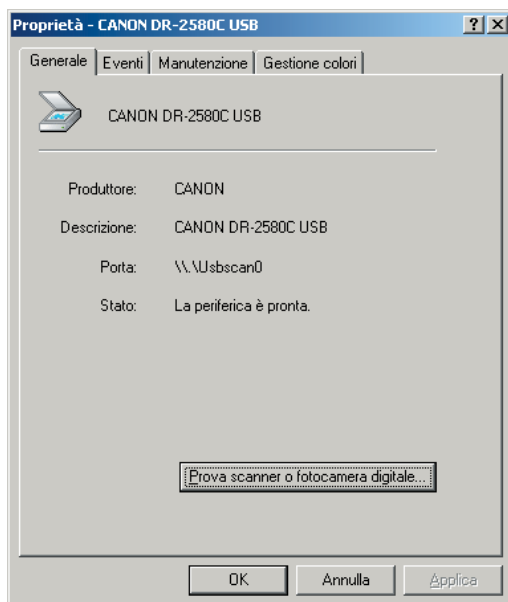 Proprietà - CANON DR-2580C USB
Generale Eventi Manutenzione Gestione colori
CANON DR-2580C USB
Produttore: CANON
Descrizione: CANON DR-2580C USB
Porta: \\.\Usbscan0
Stato: La periferica è pronta.
Prova scanner o fotocamera digitale...
OK Annulla Applica